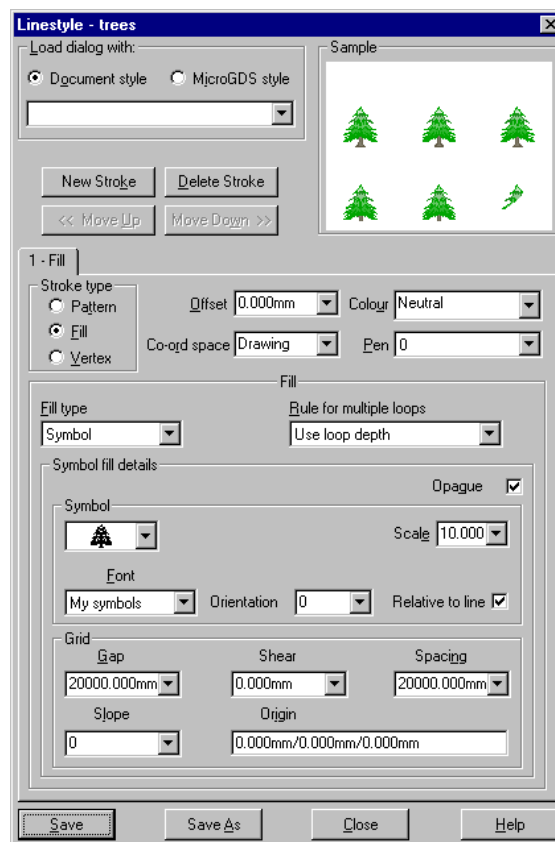 Linestyle - trees
Load dialog with:
Document style MicroGDS style
Sample
New Stroke Delete Stroke
<< Move Up Move Down >>
1 - Fill
Stroke type
Pattern
Fill
Vertex
Offset 0.000mm Colour Neutral
Co-ord space Drawing Pen 0
Fill
Fill type Rule for multiple loops
Symbol Use loop depth
Symbol fill details
Opague
Symbol
Scale 10.000
Font
My symbols Orientation 0 Relative to line
Grid
Gap Shear Spacing
20000.000mm 0.000mm 20000.000mm
Slope Origin
0 0.000mm/0.000mm/0.000mm
Save Save As Close Help